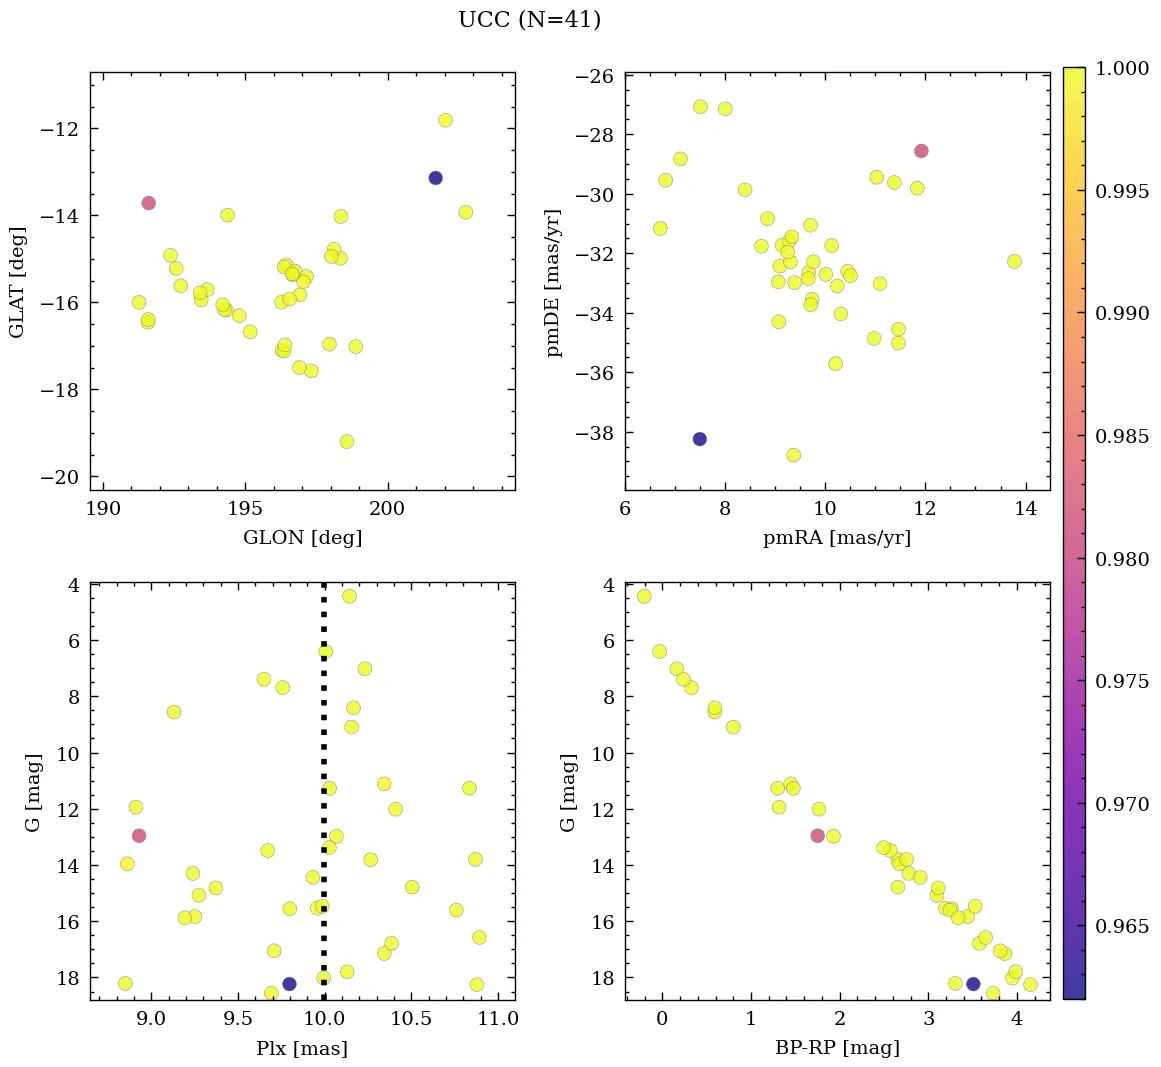 UCC (N=41)
−12
−14
−16
−18
−20
GLAT [deg]
190 195 200
GLON [deg]
−26
−28
−30
−32
−34
−36
−38
pmDE [mas/yr]
6 8 10 12 14
pmRA [mas/yr]
4
6
8
10
12
14
16
18
G [mag]
9.0 9.5 10.0 10.5 11.0
Plx [mas]
4
6
8
10
12
14
16
18
G [mag]
0 1 2 3 4
BP-RP [mag]
1.000
0.995
0.990
0.985
0.980
0.975
0.970
0.965